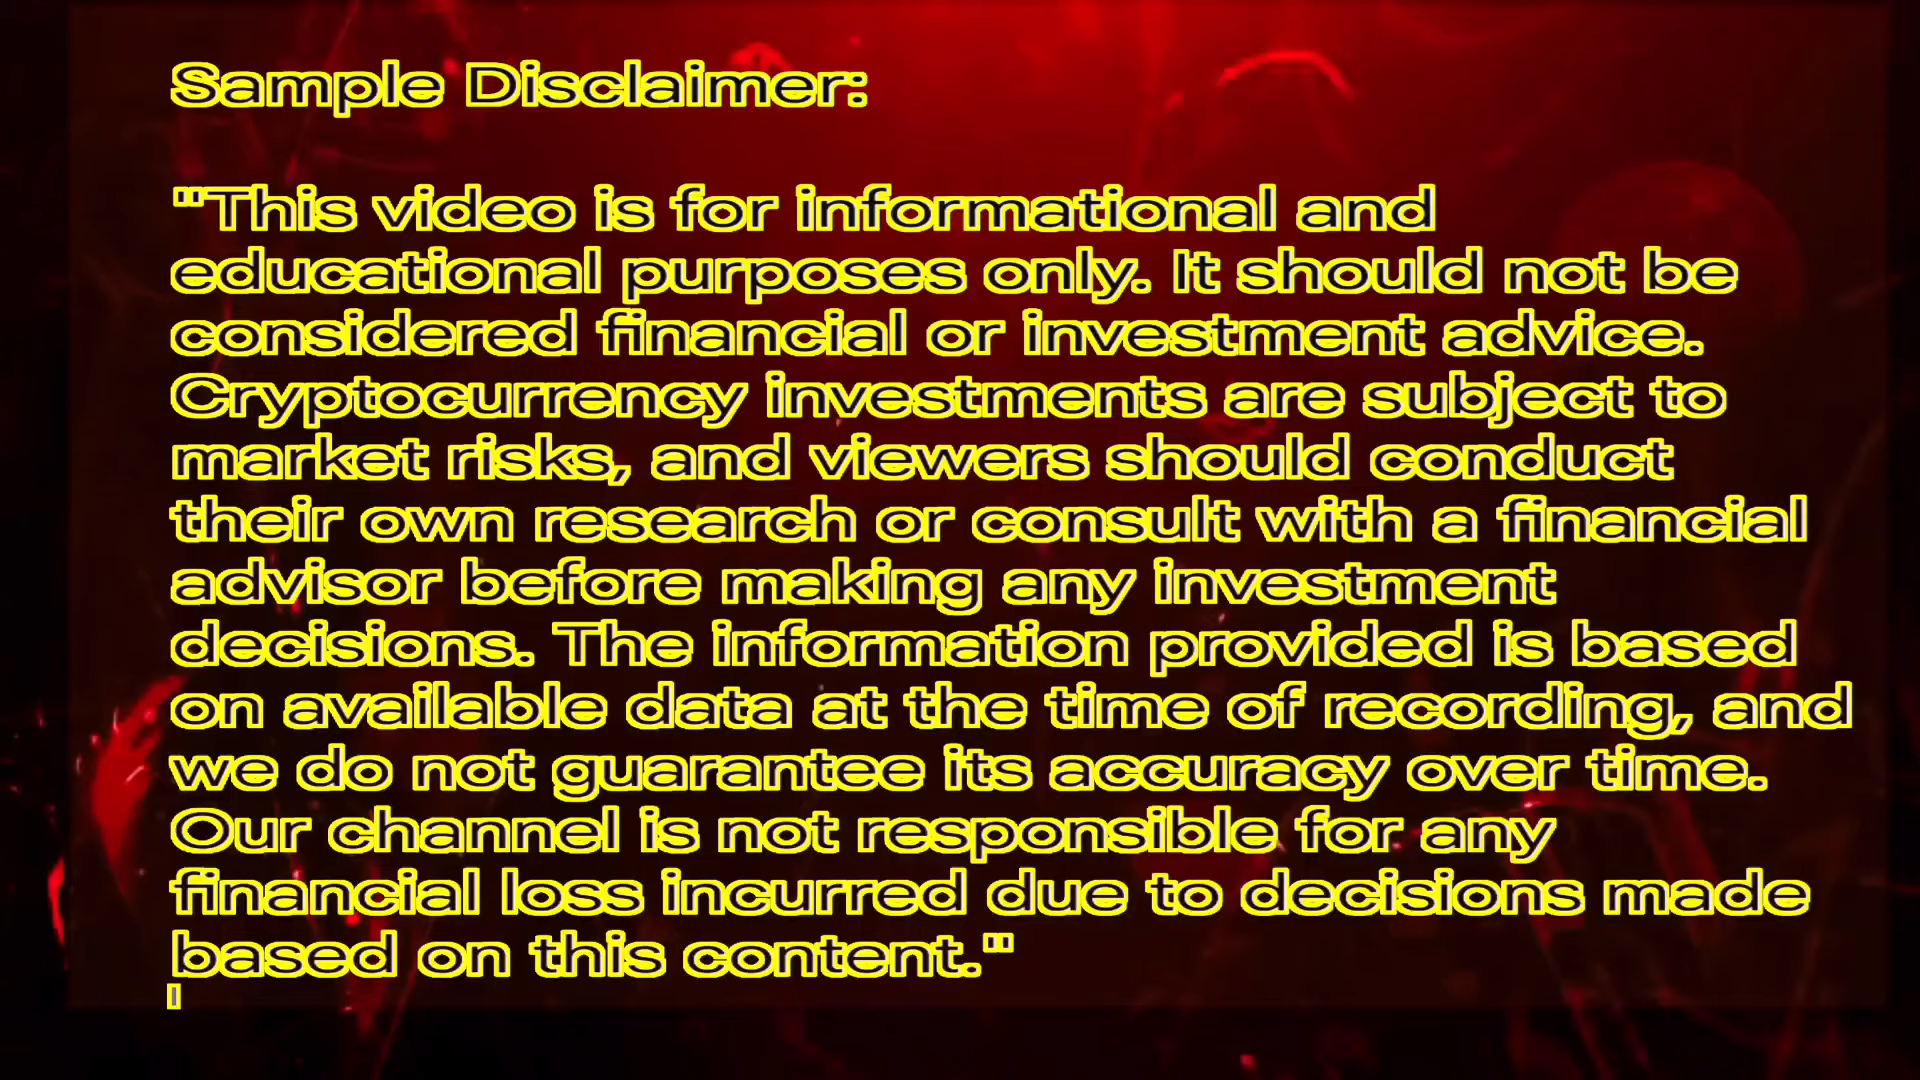 Sample Disclaimer:
"This video is for informational and
educational purposes only. It should not be
considered financial or investment advice.
Cryptocurrency investments are subject to
market risks, and viewers should conduct
their own research or consult with a financial
advisor before making any investment
decisions. The information provided is based
on available data at the time of recording, and
we do not guarantee its accuracy over time.
Our channel is not responsible for any
financial loss incurred due to decisions made
based on this content."